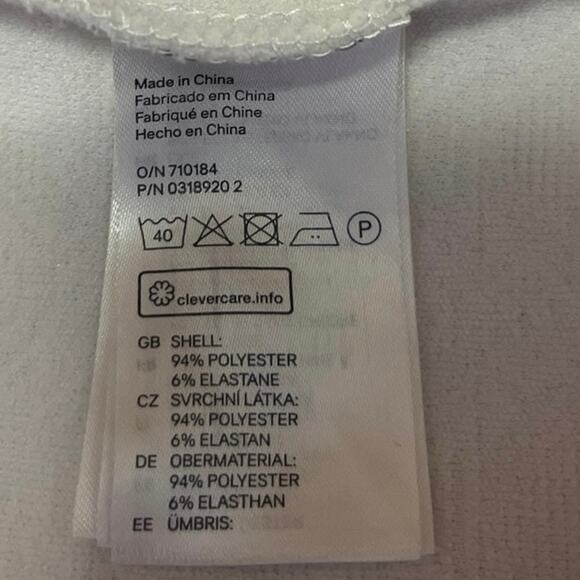 Made in China
Fabricado em China
Fabriqué en Chine
Hecho en China
O/N 710184
P/N 0318920 2
40 P
clevercare.info
GB SHELL:
94% POLYESTER
6% ELASTANE
CZ SVRCHNÍ LÁTKA:
94% POLYESTER
6% ELASTAN
DE OBERMATERIAL:
94% POLYESTER
6% ELASTHAN
EE ÜMBRIS: